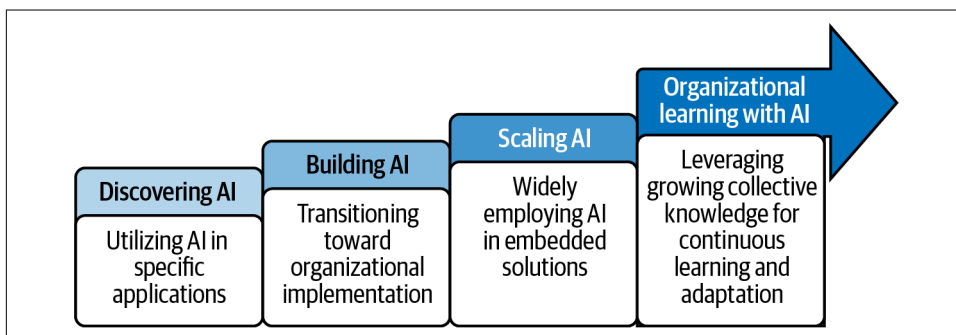 Discovering AI
Utilizing AI in
specific
applications
Building AI
Transitioning
toward
organizational
implementation
Scaling AI
Widely
employing AI
in embedded
solutions
Organizational
learning with AI
Leveraging
growing collective
knowledge for
continuous
learning and
adaptation